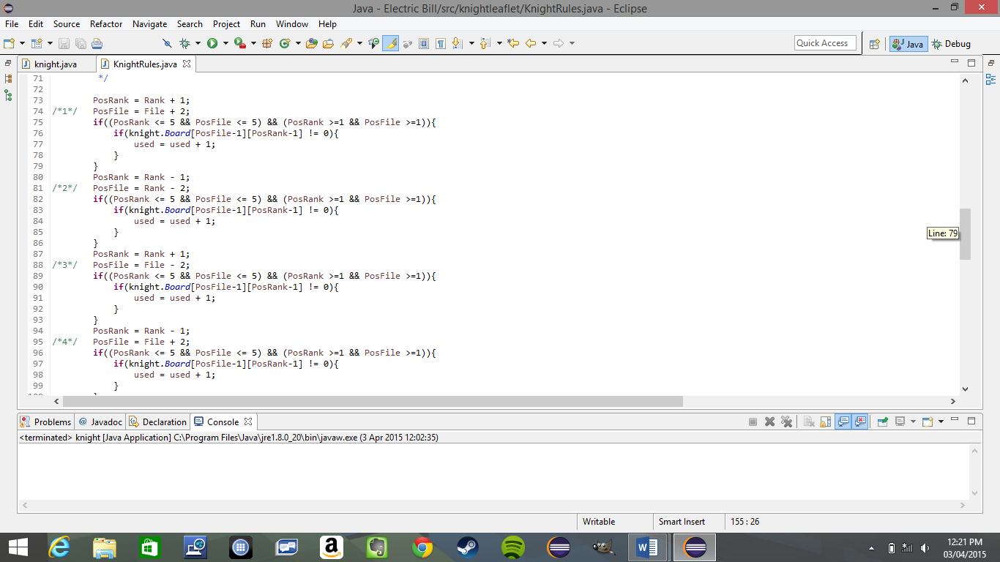 Java - Electric Bill/src/knightleaflet/KnightRules.java - Eclipse
File Edit Source Refactor Navigate Search Project Run Window Help
Quick Access
Java
Debug
knight.java
KnightRules.java
71 */
72
73 PosRank = Rank + 1;
74 /*1*/ PosFile = File + 2;
75 if((PosRank <= 5 && PosFile <= 5) && (PosRank >=1 && PosFile >=1)){
76 if(knight.Board[PosFile-1][PosRank-1] != 0){
77 used = used + 1;
78 }
79 }
80 PosRank = Rank - 1;
81 /*2*/ PosFile = Rank - 2;
82 if((PosRank <= 5 && PosFile <= 5) && (PosRank >=1 && PosFile >=1)){
83 if(knight.Board[PosFile-1][PosRank-1] != 0){
84 used = used + 1;
85 }
86 }
87 PosRank = Rank + 1;
88 /*3*/ PosFile = File - 2;
89 if((PosRank <= 5 && PosFile <= 5) && (PosRank >=1 && PosFile >=1)){
90 if(knight.Board[PosFile-1][PosRank-1] != 0){
91 used = used + 1;
92 }
93 }
94 PosRank = Rank - 1;
95 /*4*/ PosFile = File + 2;
96 if((PosRank <= 5 && PosFile <= 5) && (PosRank >=1 && PosFile >=1)){
97 if(knight.Board[PosFile-1][PosRank-1] != 0){
98 used = used + 1;
99 }
Line: 79
Problems @ Javadoc Declaration Console
<terminated> knight [Java Application] C:\Program Files\Java\jre1.8.0_20\bin\javaw.exe (3 Apr 2015 12:02:35)
Writable Smart Insert 155 : 26
12:21 PM
03/04/2015